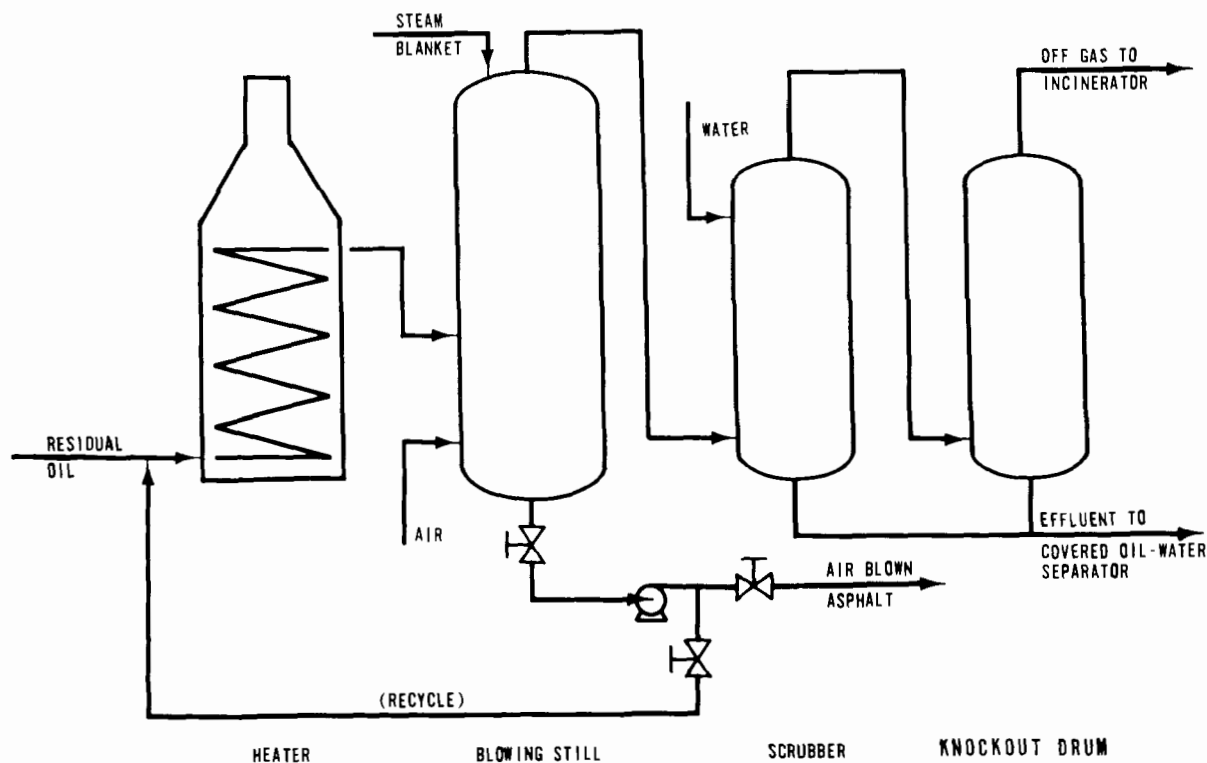 STEAM
BLANKET
OFF GAS TO
INCINERATOR
WATER
RESIDUAL
OIL
AIR
EFFLUENT TO
COVERED OIL-WATER
SEPARATOR
AIR BLOWN
ASPHALT
(RECYCLE)
HEATER
BLOWING STILL
SCRUBBER
KNOCKOUT DRUM